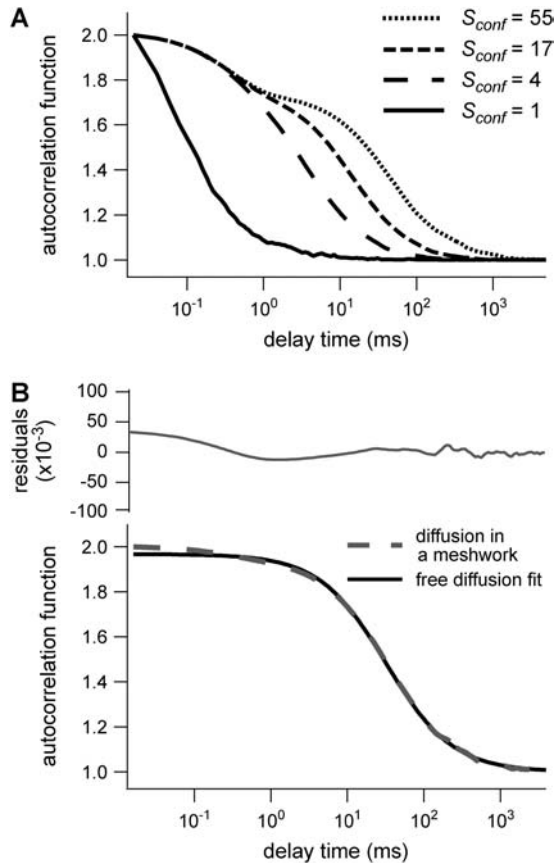 A
S_conf = 55
S_conf = 17
S_conf = 4
S_conf = 1
autocorrelation function
2.0
1.8
1.6
1.4
1.2
1.0
10^-1 10^0 10^1 10^2 10^3
delay time (ms)
B
residuals
(x10^-3)
100
50
0
-50
-100
diffusion in
a meshwork
free diffusion fit
autocorrelation function
2.0
1.8
1.6
1.4
1.2
1.0
10^-1 10^0 10^1 10^2 10^3
delay time (ms)